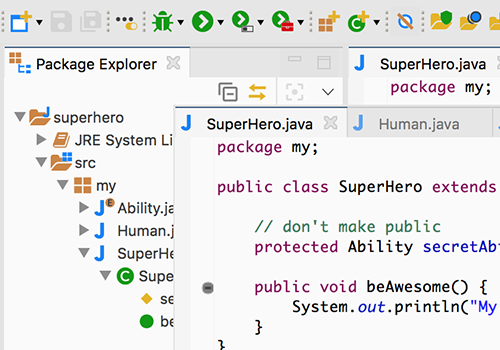 Package Explorer
superhero
JRE System Li
src
my
Ability.ja
Human.j
SuperHe
Supe
se
be
SuperHero.java
package my;
SuperHero.java
Human.java
package my;
public class SuperHero extends
// don't make public
protected Ability secretAb
public void beAwesome() {
System.out.println("My
}
}